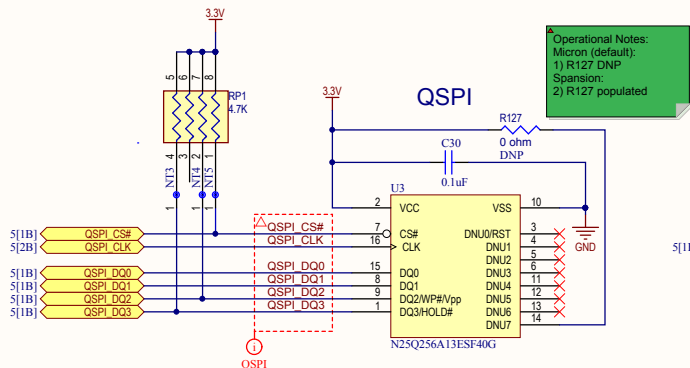 3.3V
5
6
7
8
RP1
4.7K
4
3
2
1
NT3
NT4
NT5
1
1
1
3.3V
QSPI
Operational Notes:
Micron (default):
1) R127 DNP
Spansion:
2) R127 populated
R127
0 ohm
DNP
C30
0.1uF
U3
2 VCC VSS 10
5[1B] QSPI_CS# QSPI_CS# 7 CS# DNU0/RST 3
5[2B] QSPI_CLK QSPI_CLK 16 CLK DNU1 4
DNU2 5
5[1B] QSPI_DQ0 QSPI_DQ0 15 DQ0 DNU3 6
5[1B] QSPI_DQ1 QSPI_DQ1 8 DQ1 DNU4 11
5[1B] QSPI_DQ2 QSPI_DQ2 9 DQ2/WP#/Vpp DNU5 12
5[1B] QSPI_DQ3 QSPI_DQ3 1 DQ3/HOLD# DNU6 13
DNU7 14
N25Q256A13ESF40G
GND
i
QSPI